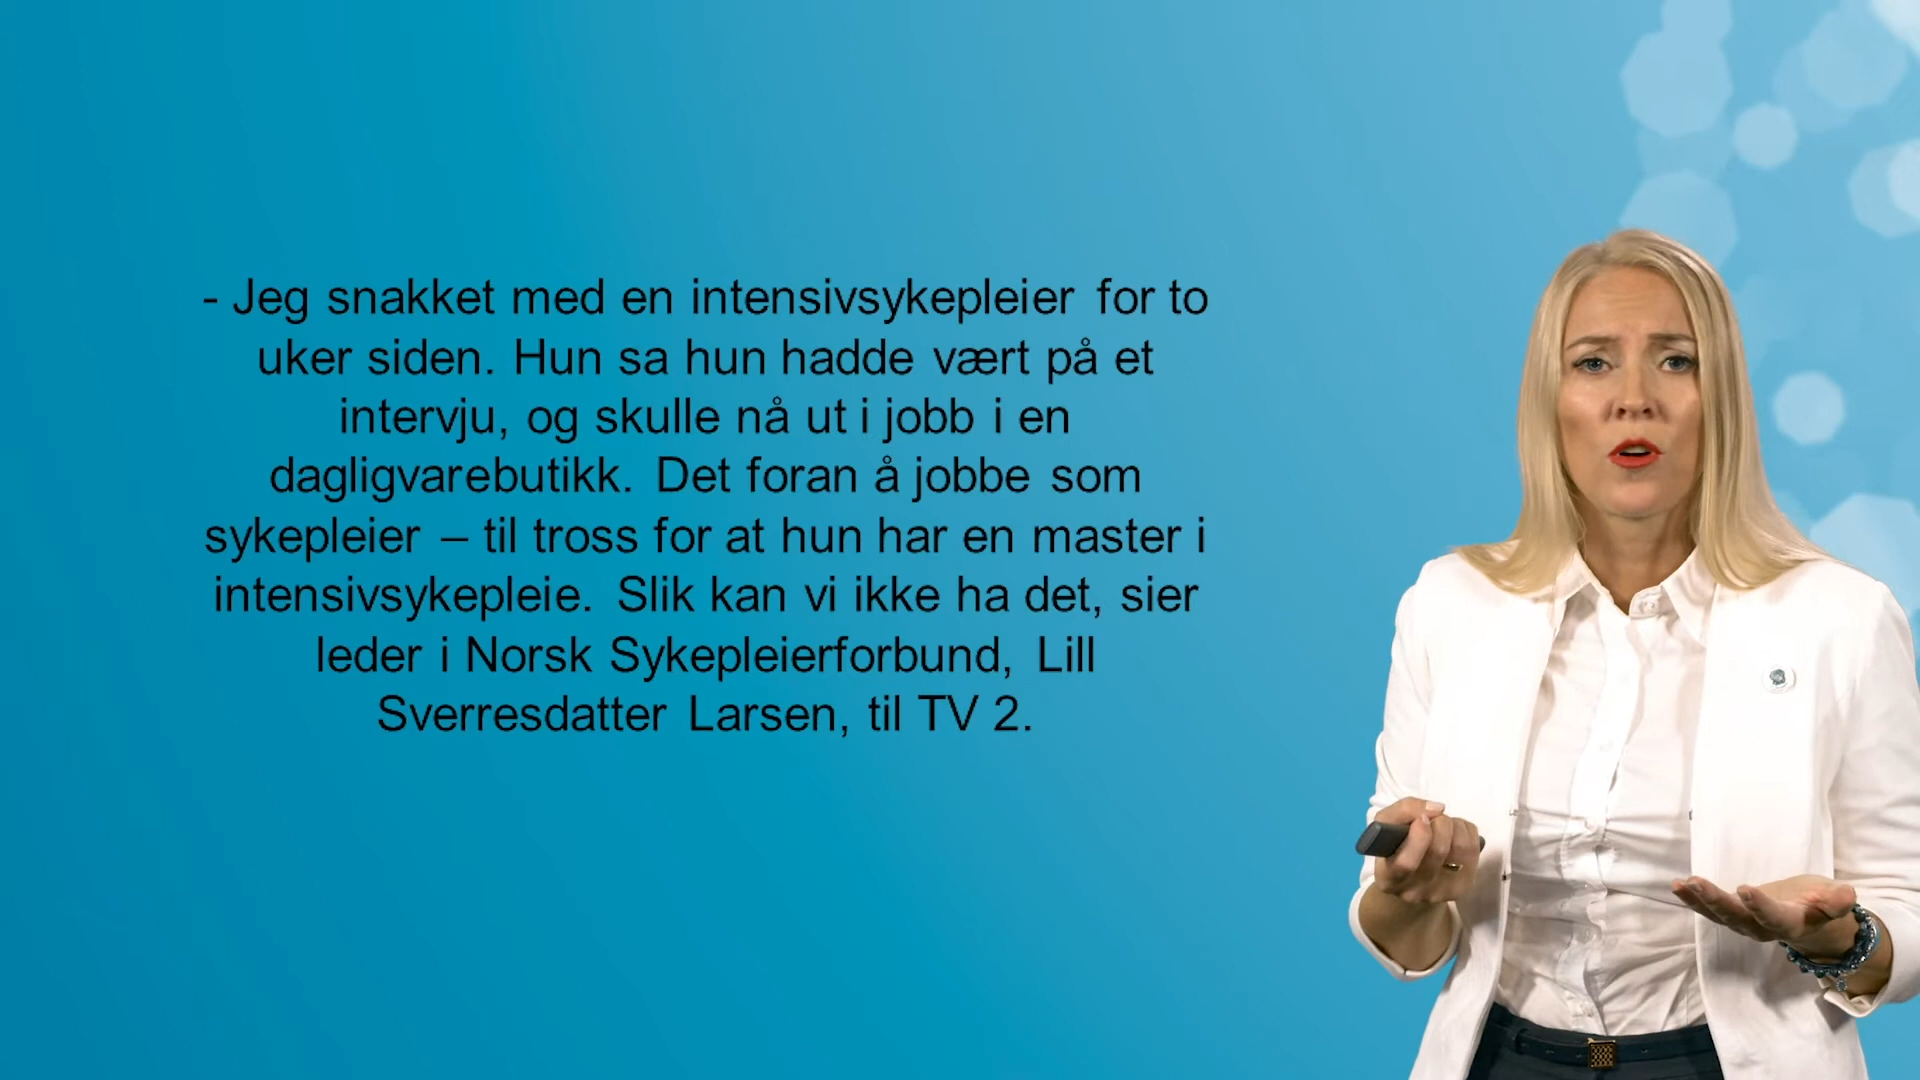 - Jeg snakket med en intensivsykepleier for to
uker siden. Hun sa hun hadde vært på et
intervju, og skulle nå ut i jobb i en
dagligvarebutikk. Det foran å jobbe som
sykepleier – til tross for at hun har en master i
intensivsykepleie. Slik kan vi ikke ha det, sier
leder i Norsk Sykepleierforbund, Lill
Sverresdatter Larsen, til TV 2.